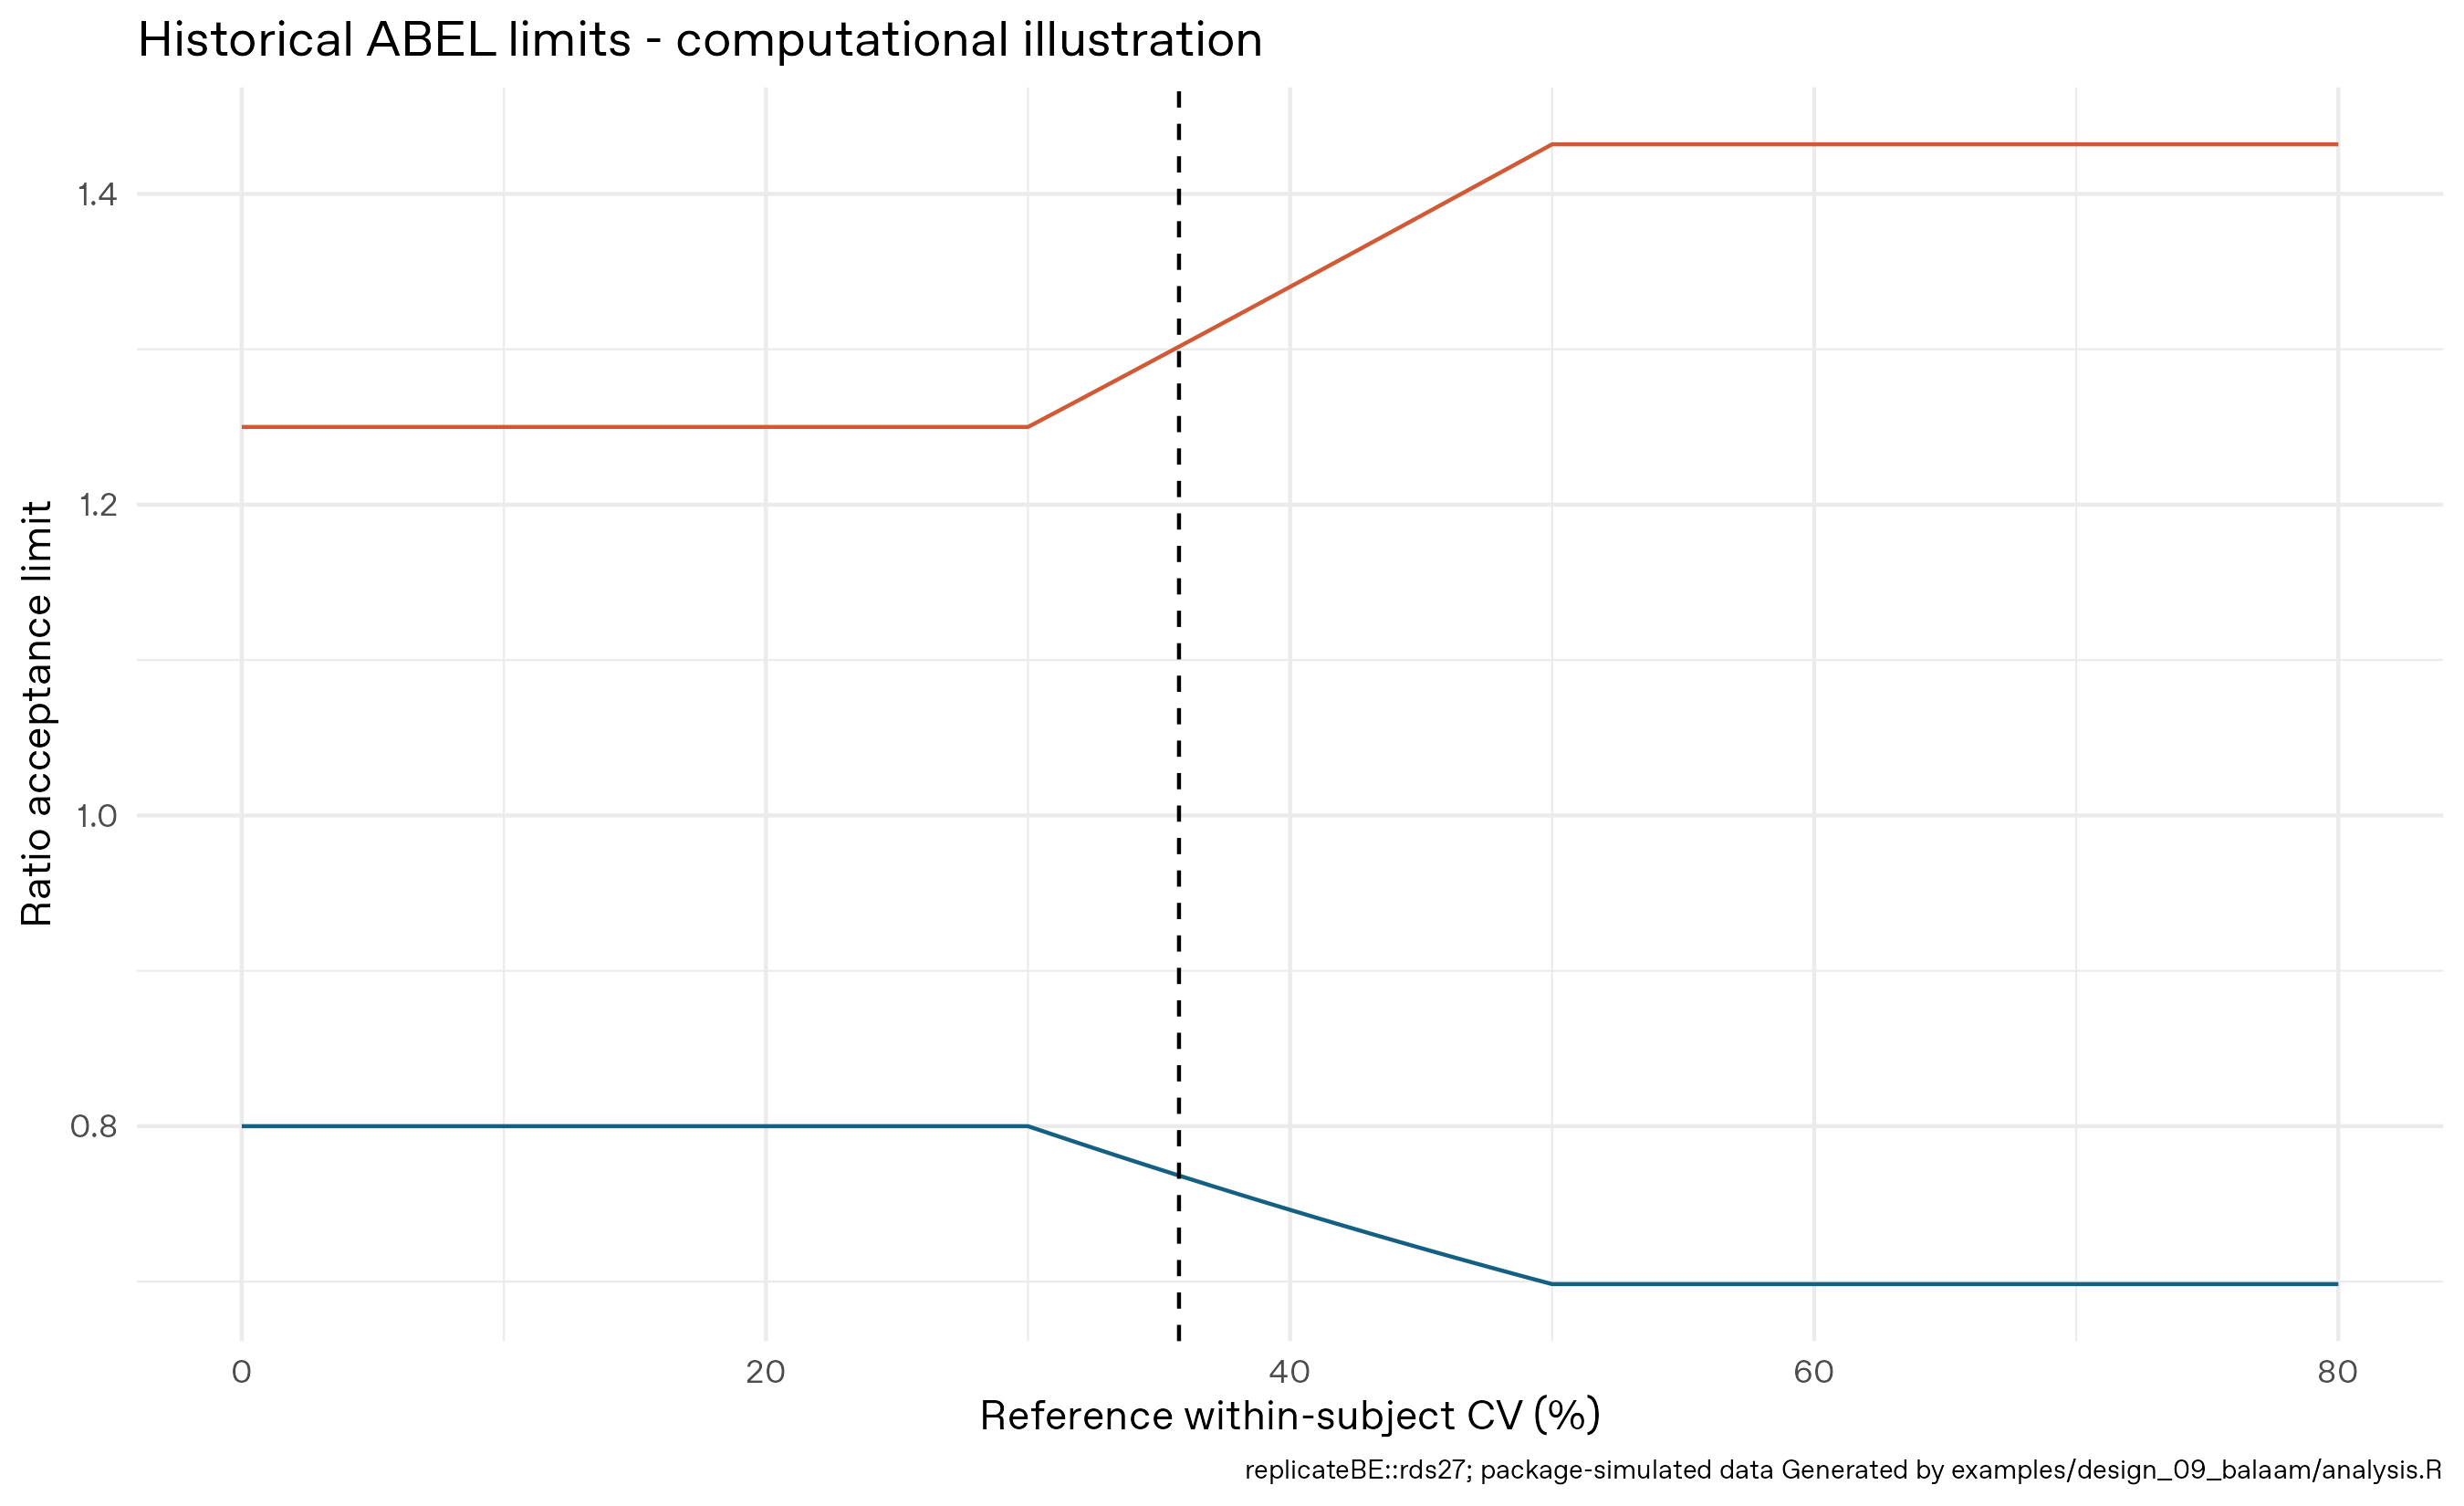 Historical ABEL limits - computational illustration
Ratio acceptance limit
1.4
1.2
1.0
0.8
0 20 40 60 80
Reference within-subject CV (%)
replicateBE::rds27; package-simulated data Generated by examples/design_09_balaam/analysis.R